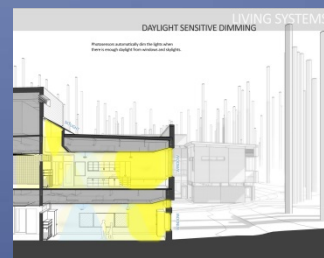 LIVING SYSTEMS
DAYLIGHT SENSITIVE DIMMING
Photosensors automatically dim the lights when
there is enough daylight from windows and skylights.